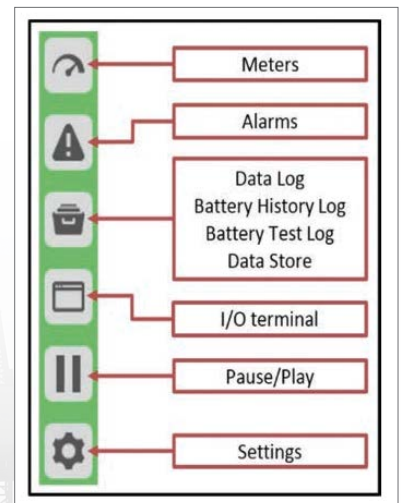 Meters
Alarms
Data Log
Battery History Log
Battery Test Log
Data Store
I/O terminal
Pause/Play
Settings